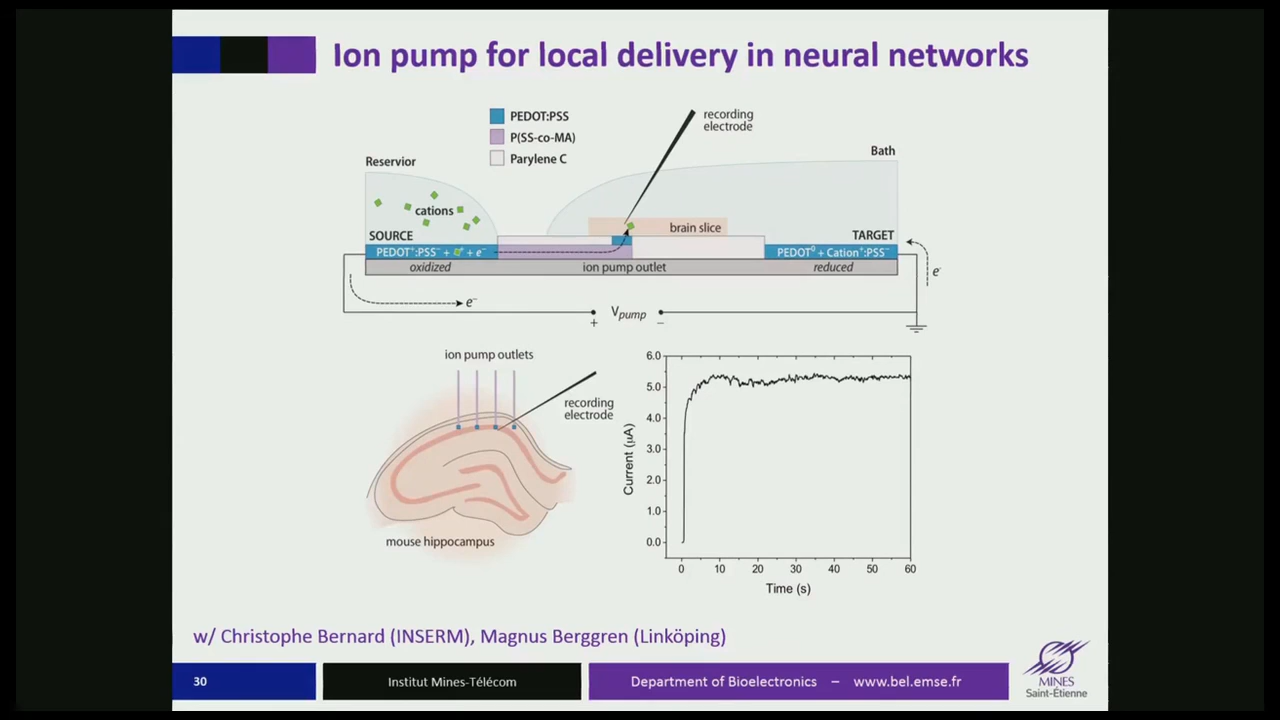 Ion pump for local delivery in neural networks
PEDOT:PSS
P(SS-co-MA)
Parylene C
recording
electrode
Reservior
Bath
cations
brain slice
SOURCE
TARGET
PEDOT⁺:PSS⁻ + C⁺ + e⁻
PEDOT⁰ + Cation⁺:PSS⁻
oxidized
ion pump outlet
reduced
e⁻
e⁻
Vpump
+
−
ion pump outlets
recording
electrode
mouse hippocampus
6.0
5.0
4.0
3.0
2.0
1.0
0.0
Current (µA)
0 10 20 30 40 50 60
Time (s)
w/ Christophe Bernard (INSERM), Magnus Berggren (Linköping)
30
Institut Mines-Télécom
Department of Bioelectronics – www.bel.emse.fr
MINES
Saint-Étienne